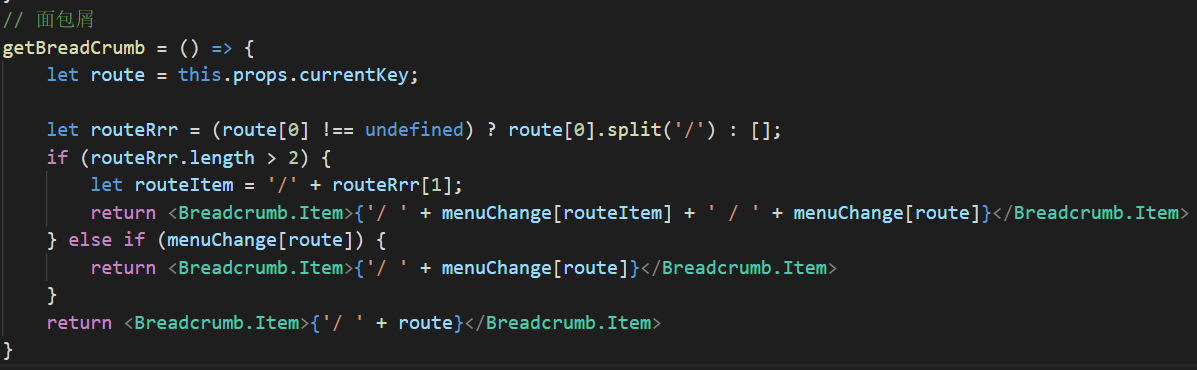 // 面包屑
getBreadCrumb = () => {
    let route = this.props.currentKey;
    let routeRrr = (route[0] !== undefined) ? route[0].split('/') : [];
    if (routeRrr.length > 2) {
        let routeItem = '/' + routeRrr[1];
        return <Breadcrumb.Item>{'/ ' + menuChange[routeItem] + ' / ' + menuChange[route]}</Breadcrumb.Item>
    } else if (menuChange[route]) {
        return <Breadcrumb.Item>{'/ ' + menuChange[route]}</Breadcrumb.Item>
    }
    return <Breadcrumb.Item>{'/ ' + route}</Breadcrumb.Item>
}